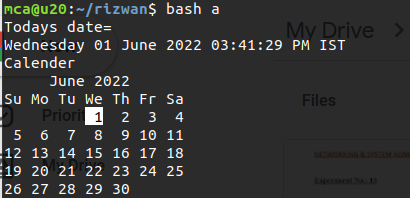 mca@u20:~/rizwan$ bash a
Todays date=
Wednesday 01 June 2022 03:41:29 PM IST
Calender
June 2022
Su Mo Tu We Th Fr Sa
1 2 3 4
5 6 7 8 9 10 11
12 13 14 15 16 17 18
19 20 21 22 23 24 25
26 27 28 29 30
My Drive
Files
My Drive